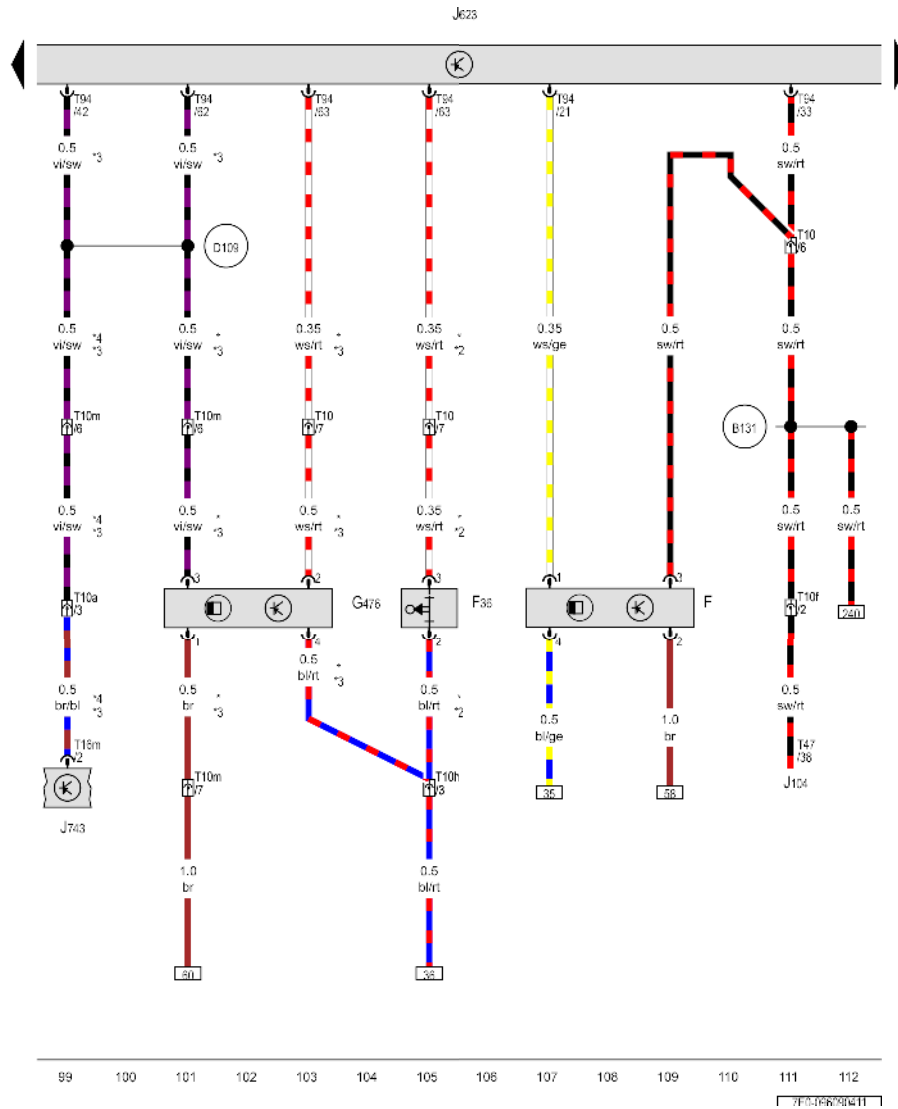 J623
T94 T94 T94 T94 T94 T94
/42 /62 /63 /63 /21 /33
0.5 0.5 0.5
vi/sw *3 vi/sw *3 sw/rt
D109
T10
/6
0.5 0.5 0.35 0.35 0.35 0.5 0.5
vi/sw *4 *3 vi/sw * *3 ws/rt * *3 ws/rt * *2 ws/ge sw/rt sw/rt
T10m T10m T10 T10
/6 /6 /7 /7
B131
0.5 0.5 0.5 0.35 0.5 0.5
vi/sw *4 *3 vi/sw * *3 ws/rt * *3 ws/rt * *2 sw/rt sw/rt
3 2 3 1 3
T10a G476 F36 F T10f
/3 /2 240
1 4 2 4 2
0.5
bl/rt * *3
0.5 0.5 0.5 0.5
br/bl *4 *3 br * *3 bl/rt * *2 sw/rt
0.5 1.0
bl/ge br
T16m T47
/2 /38
T10m T10h J104
/7 /3 35 58
J743
1.0 0.5
br bl/rt
60 36
99 100 101 102 103 104 105 106 107 108 109 110 111 112
7F0-096090411